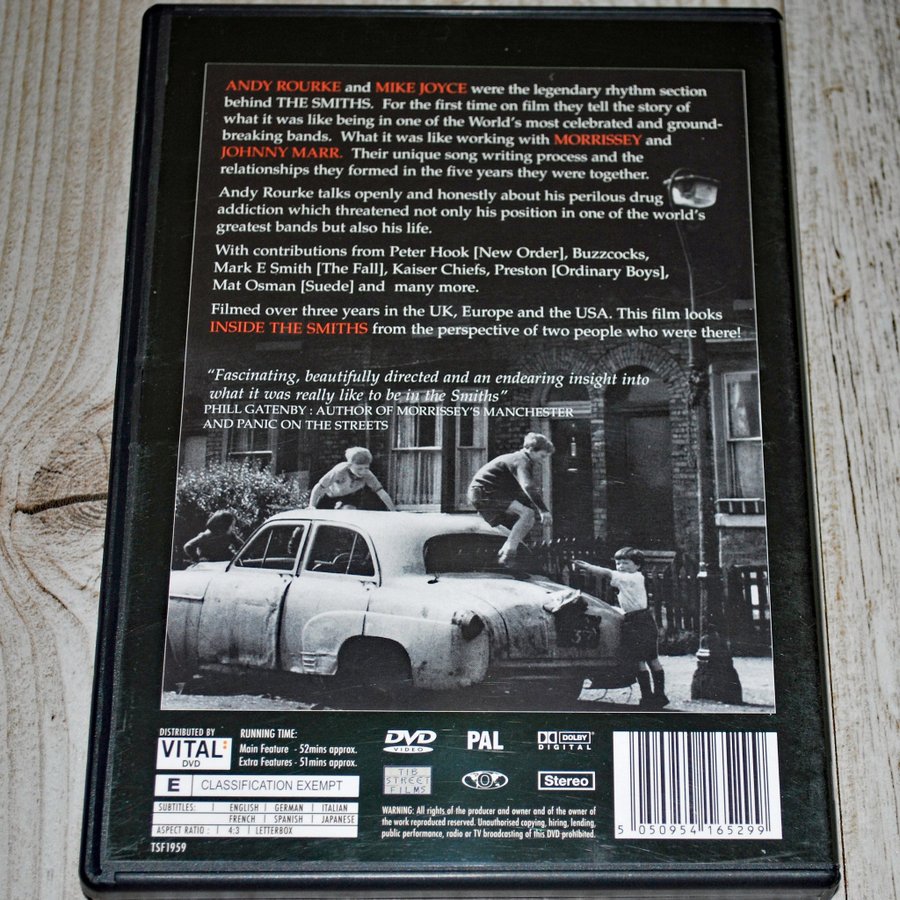 ANDY ROURKE and MIKE JOYCE were the legendary rhythm section
behind THE SMITHS. For the first time on film they tell the story of
what it was like being in one of the World's most celebrated and ground-
breaking bands. What it was like working with MORRISSEY and
JOHNNY MARR. Their unique song writing process and the
relationships they formed in the five years they were together.
Andy Rourke talks openly and honestly about his perilous drug
addiction which threatened not only his position in one of the world's
greatest bands but also his life.
With contributions from Peter Hook [New Order], Buzzcocks,
Mark E Smith [The Fall], Kaiser Chiefs, Preston [Ordinary Boys],
Mat Osman [Suede] and many more.
Filmed over three years in the UK, Europe and the USA. This film looks
INSIDE THE SMITHS from the perspective of two people who were there!
"Fascinating, beautifully directed and an endearing insight into
what it was really like to be in the Smiths"
PHILL GATENBY : AUTHOR OF MORRISSEY'S MANCHESTER
AND PANIC ON THE STREETS
DISTRIBUTED BY
VITAL:
DVD
RUNNING TIME:
Main Feature - 52mins approx.
Extra Features - 51mins approx.
E CLASSIFICATION EXEMPT
SUBTITLES: ENGLISH GERMAN ITALIAN
FRENCH SPANISH JAPANESE
ASPECT RATIO : 4:3 LETTERBOX
TSF1959
DVD
VIDEO
PAL
DOLBY
DIGITAL
TIB
STREET
FILMS
0
Stereo
WARNING: All rights of the producer and owner and of the owner of
the work reproduced reserved. Unauthorised copying, hiring, lending,
public performance, radio or TV broadcasting of this DVD prohibited.
5 050954 165299